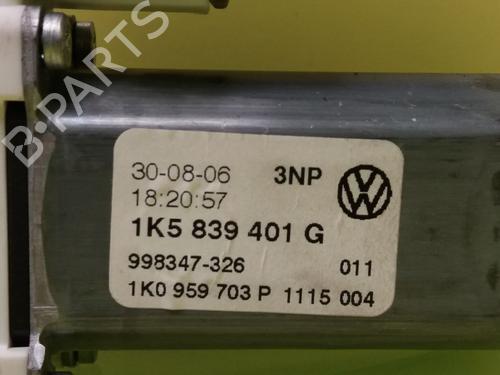 B-PARTS
30-08-06 3NP
18:20:57
1K5 839 401 G
998347-326 011
1K0 959 703 P 1115 004